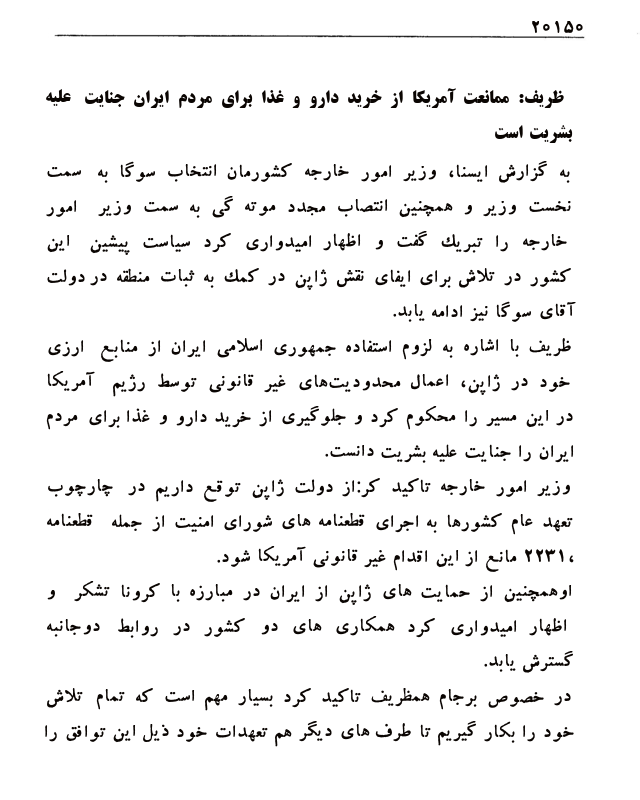 ۲۰۱۵۰
ظریف: ممانعت آمریکا از خرید دارو و غذا برای مردم ایران جنایت علیه
بشریت است
به گزارش ایسنا، وزیر امور خارجه کشورمان انتخاب سوگا به سمت
نخست وزیر و همچنین انتصاب مجدد موته گی به سمت وزیر امور
خارجه را تبریك گفت و اظهار امیدواری کرد سیاست پیشین این
کشور در تلاش برای ایفای نقش ژاپن در کمك به ثبات منطقه در دولت
آقای سوگا نیز ادامه یابد.
ظریف با اشاره به لزوم استفاده جمهوری اسلامی ایران از منابع ارزی
خود در ژاپن، اعمال محدودیت‌های غیر قانونی توسط رژیم آمریکا
در این مسیر را محکوم کرد و جلوگیری از خرید دارو و غذا برای مردم
ایران را جنایت علیه بشریت دانست.
وزیر امور خارجه تاکید کر:از دولت ژاپن توقع داریم در چارچوب
تعهد عام کشورها به اجرای قطعنامه های شورای امنیت از جمله قطعنامه
۲۲۳۱، مانع از این اقدام غیر قانونی آمریکا شود.
اوهمچنین از حمایت های ژاپن از ایران در مبارزه با کرونا تشکر و
اظهار امیدواری کرد همکاری های دو کشور در روابط دوجانبه
گسترش یابد.
در خصوص برجام همظریف تاکید کرد بسیار مهم است که تمام تلاش
خود را بکار گیریم تا طرف های دیگر هم تعهدات خود ذیل این توافق را